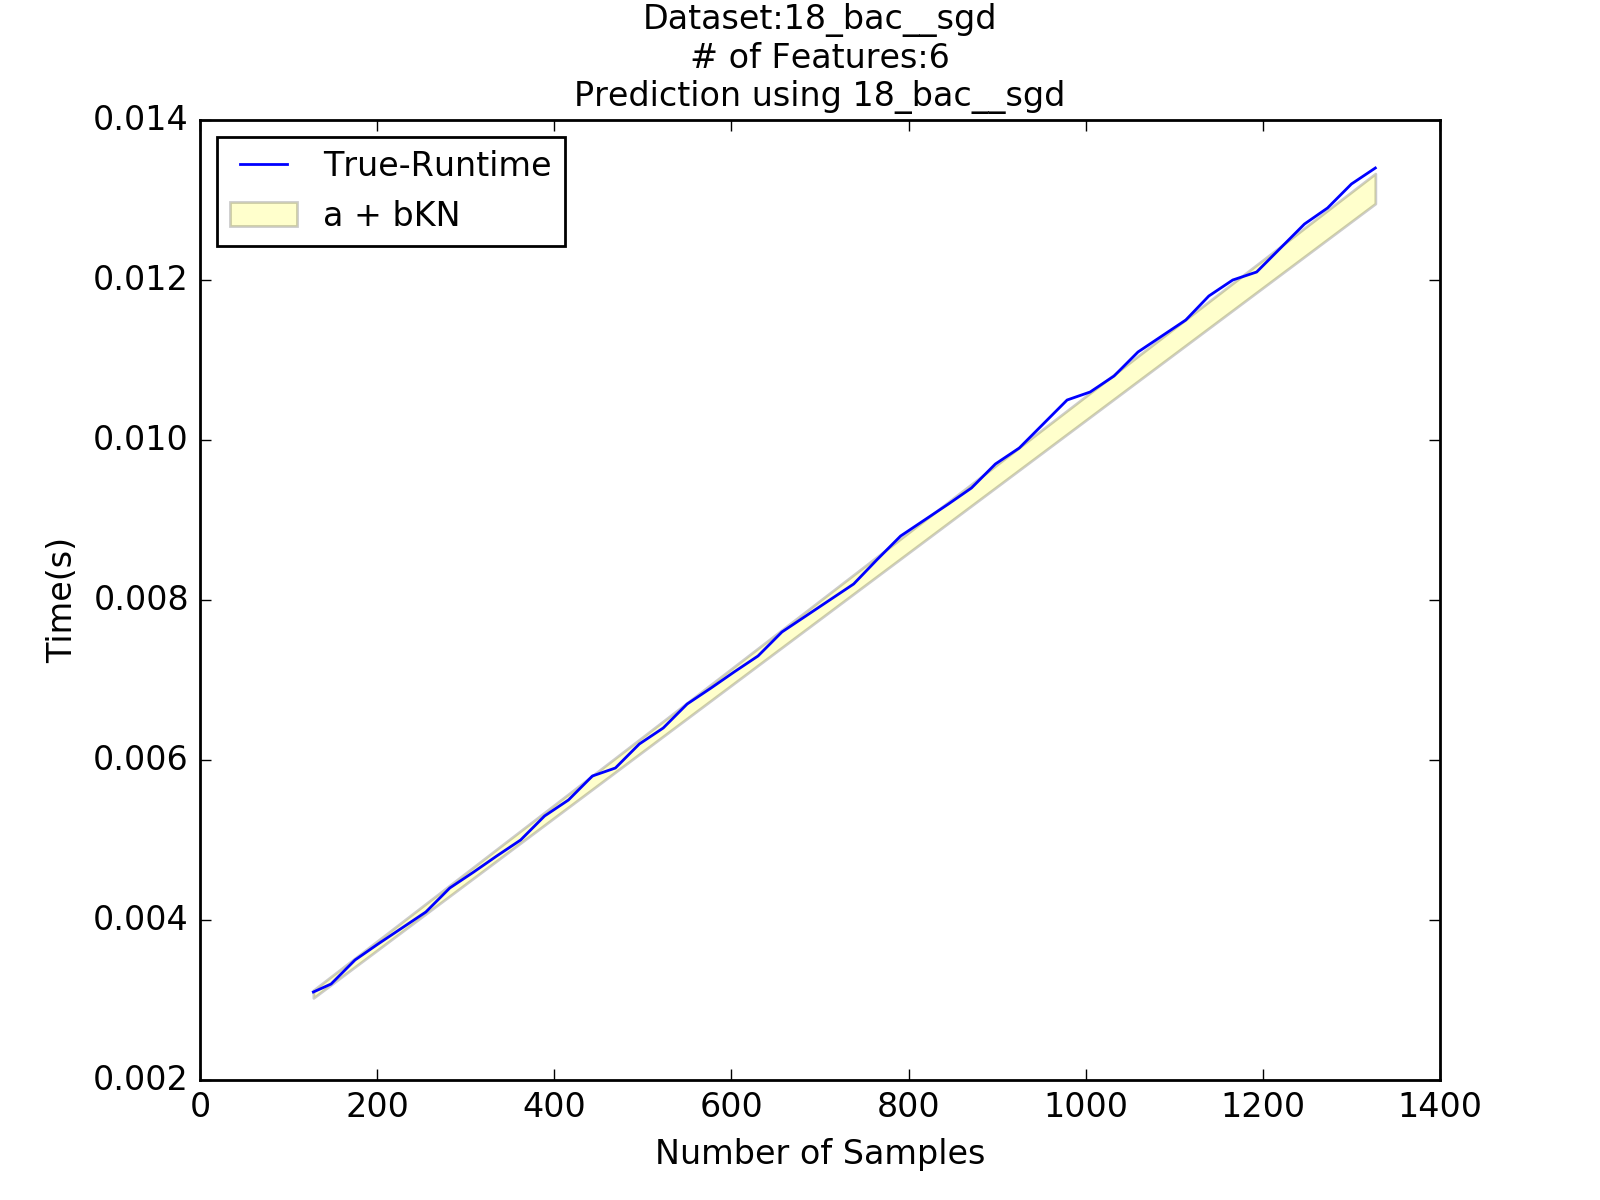 Dataset:18_bac__sgd
# of Features:6
Prediction using 18_bac__sgd
True-Runtime
a + bKN
0.014
0.012
0.010
0.008
0.006
0.004
0.002
Time(s)
0 200 400 600 800 1000 1200 1400
Number of Samples